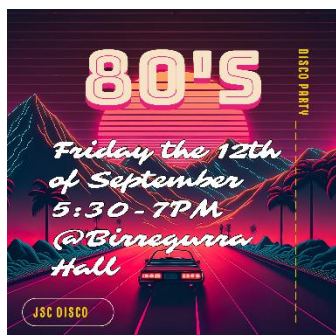 80'S
DISCO PARTY
Friday the 12th
of September
5:30-7PM
@Birregurra
Hall
JSC DISCO